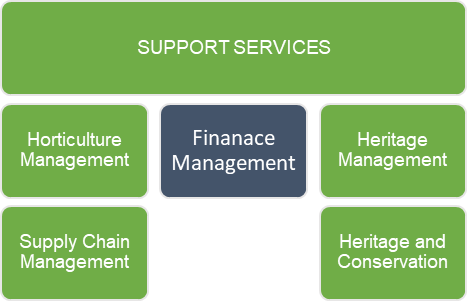 SUPPORT SERVICES
Horticulture
Management
Finanace
Management
Heritage
Management
Supply Chain
Management
Heritage and
Conservation